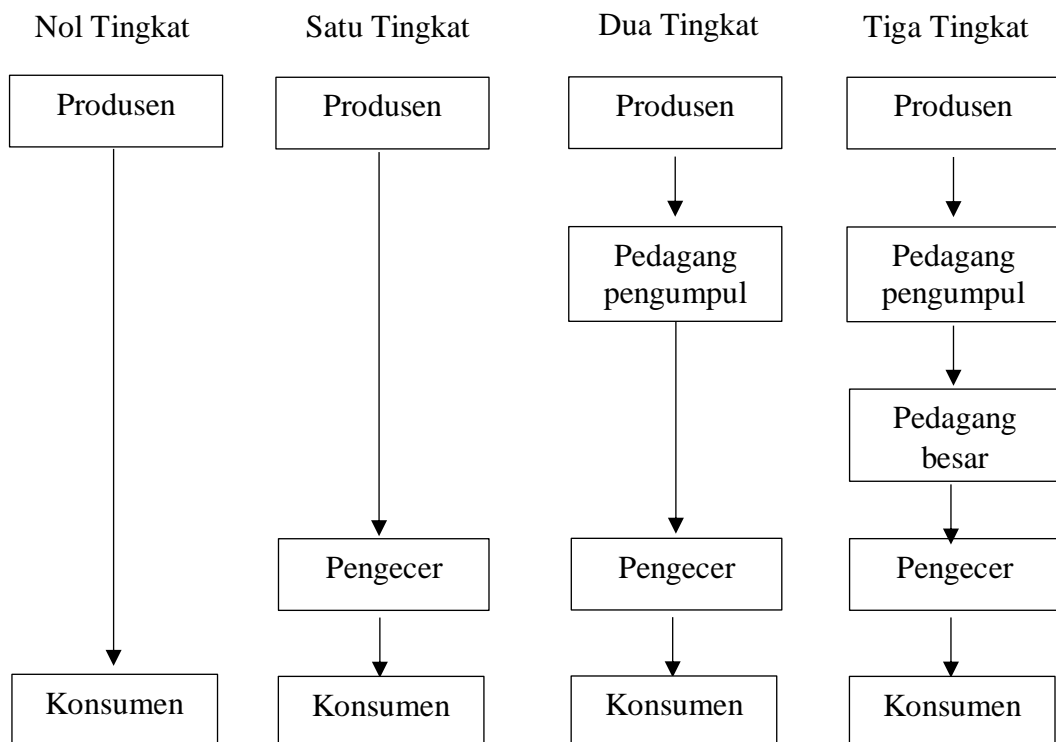 Nol Tingkat
Satu Tingkat
Dua Tingkat
Tiga Tingkat
Produsen
Produsen
Produsen
Produsen
Pedagang
pengumpul
Pedagang
pengumpul
Pedagang
besar
Pengecer
Pengecer
Pengecer
Konsumen
Konsumen
Konsumen
Konsumen